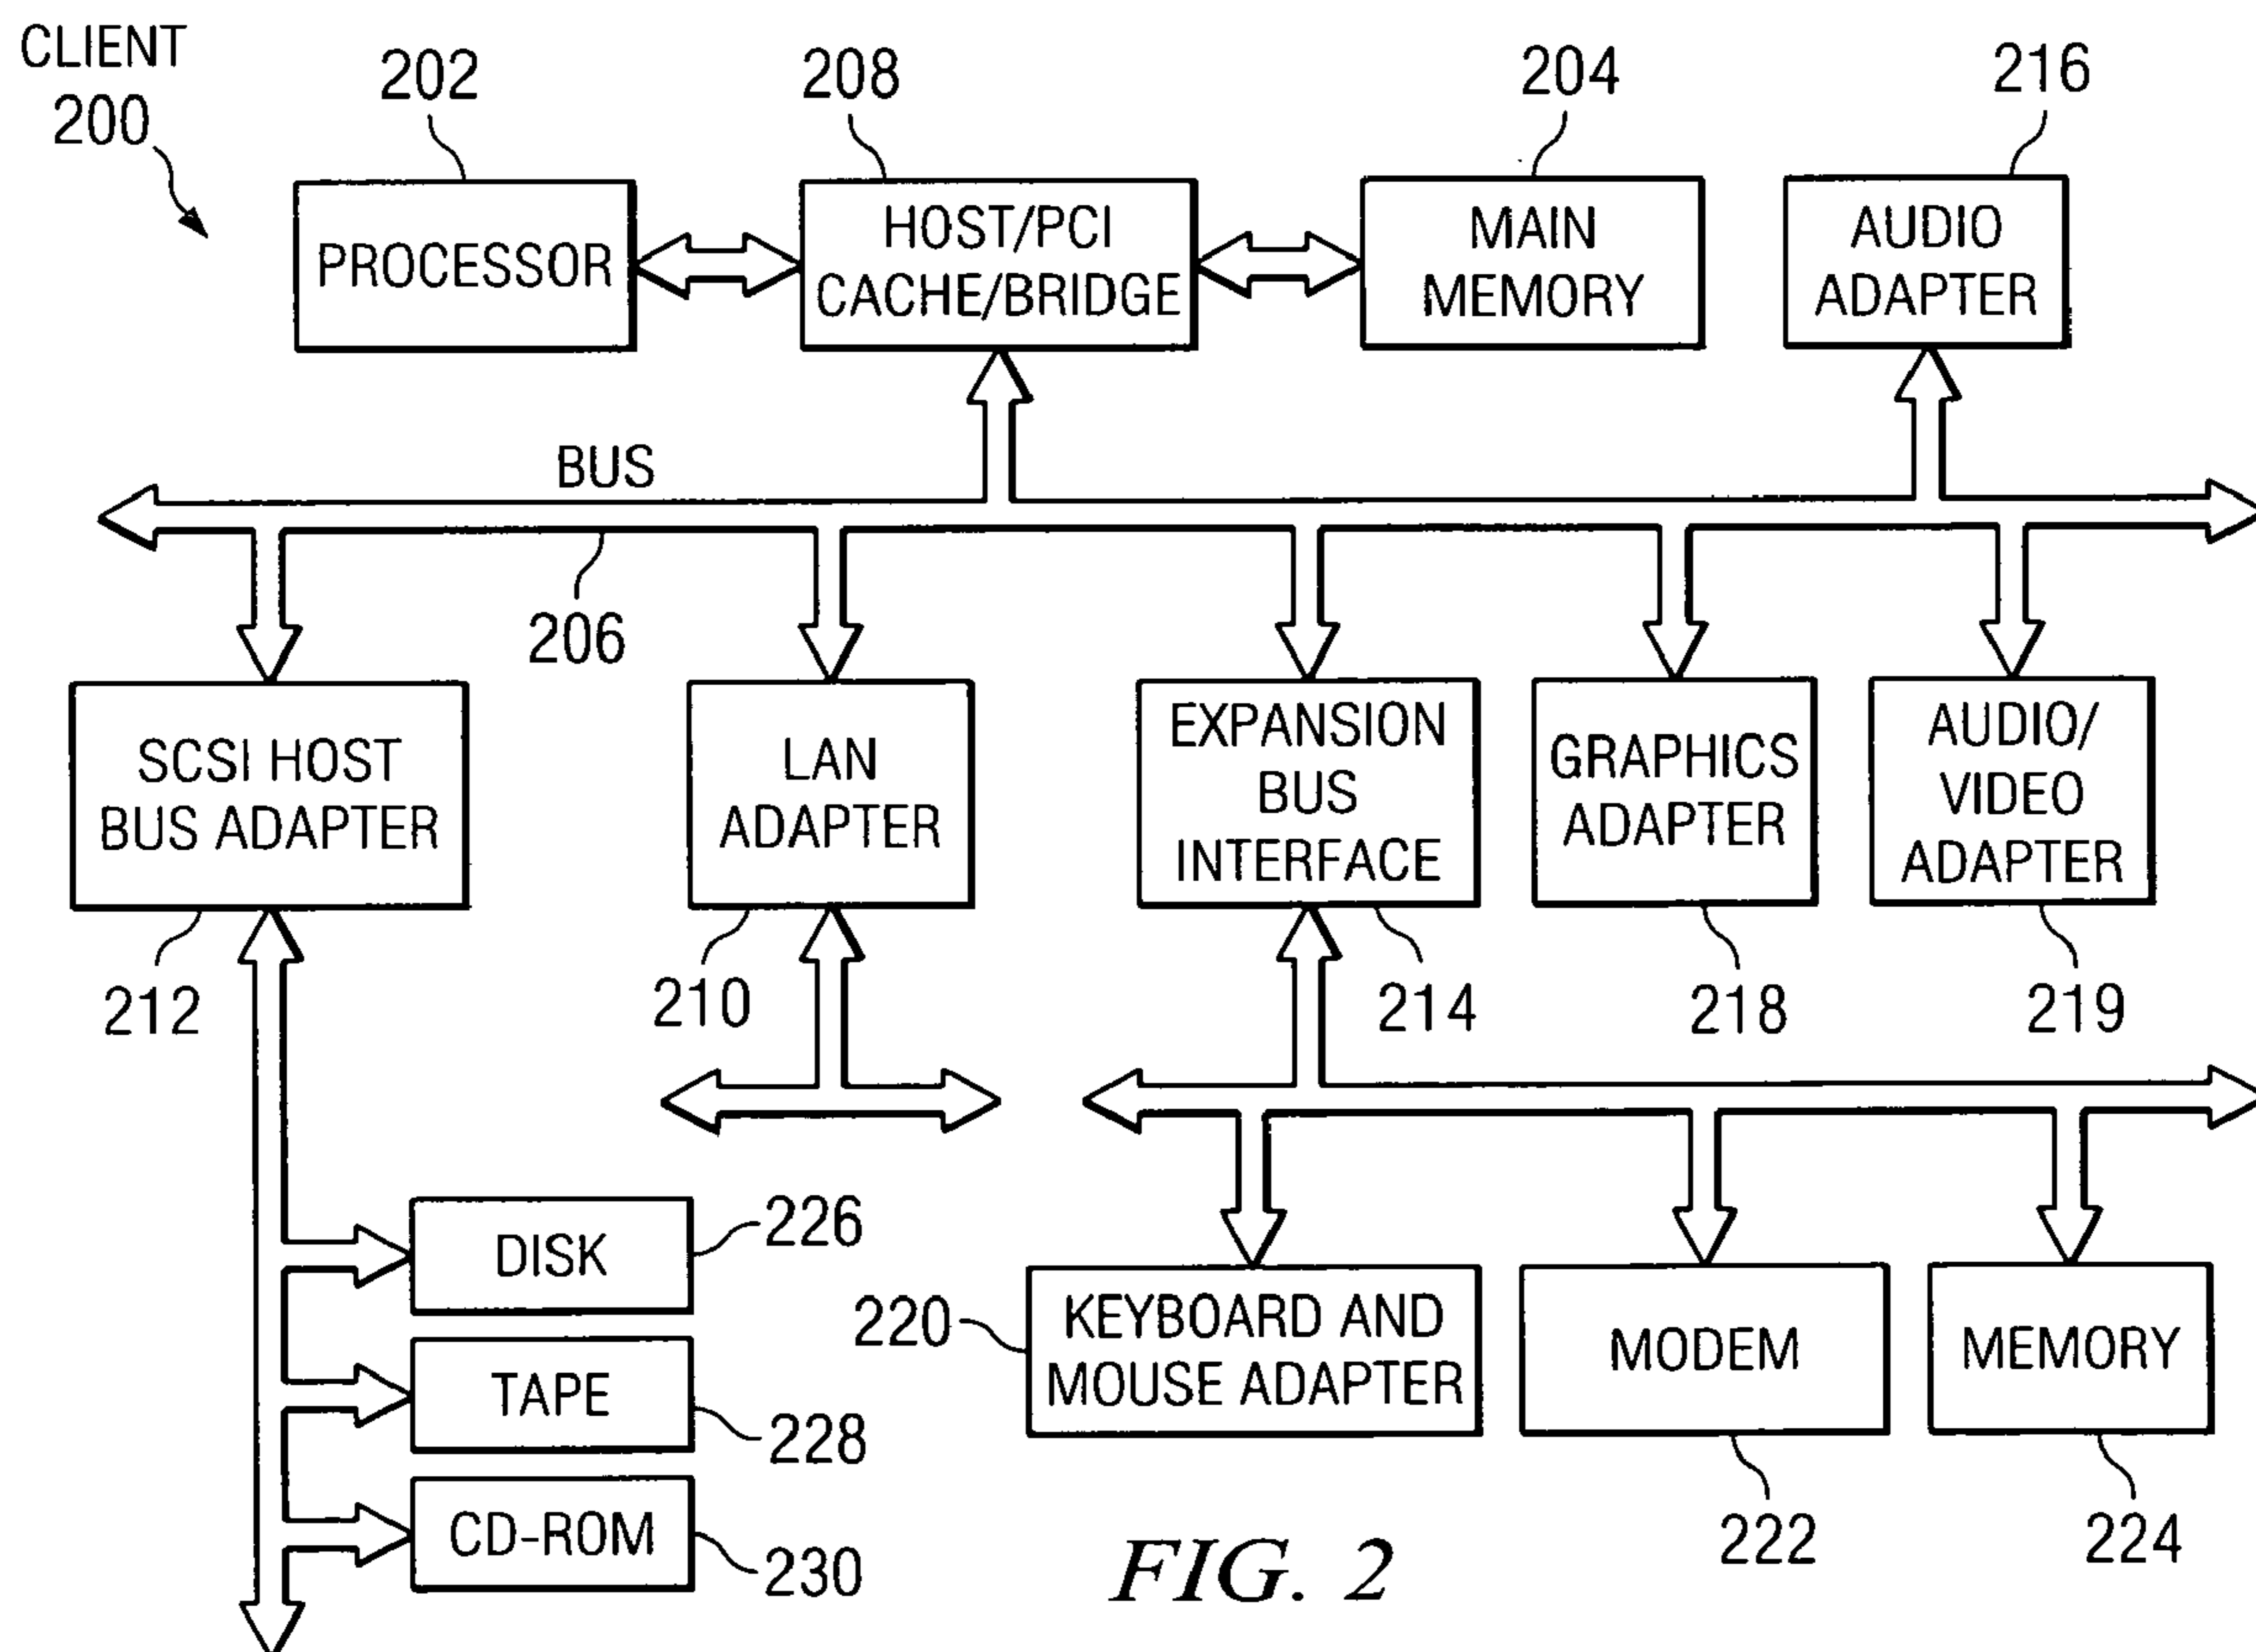 CLIENT
200
202
208
204
216
PROCESSOR
HOST/PCI
CACHE/BRIDGE
MAIN
MEMORY
AUDIO
ADAPTER
BUS
206
SCSI HOST
BUS ADAPTER
LAN
ADAPTER
EXPANSION
BUS
INTERFACE
GRAPHICS
ADAPTER
AUDIO/
VIDEO
ADAPTER
212
210
214
218
219
DISK
226
TAPE
228
CD-ROM
230
220
KEYBOARD AND
MOUSE ADAPTER
MODEM
MEMORY
222
224
FIG. 2